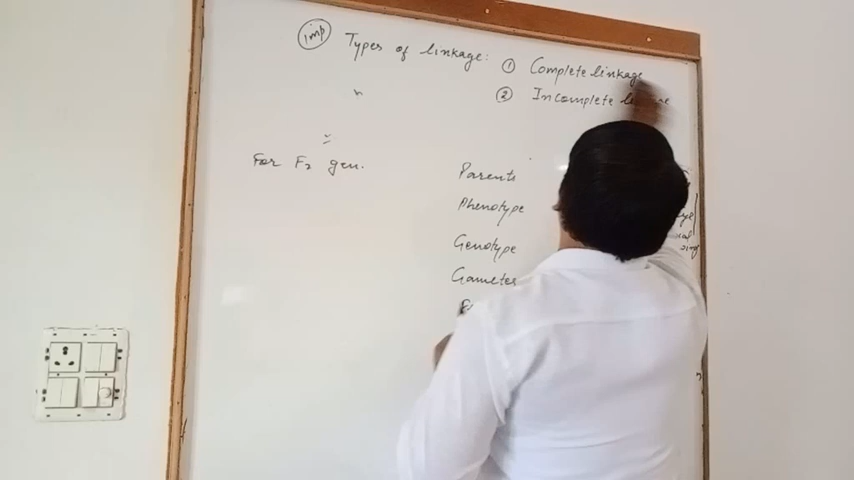 imp Types of linkage: 1 Complete linkage
2 Incomplete
For F2 gen.
Parents
Phenotype
Genotype
Gametes